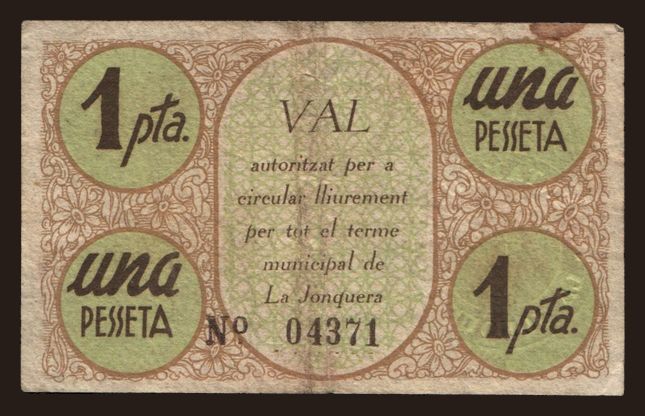 1 pta.
una
PESSETA
VAL
autoritzat per a
circular lliurement
per tot el terme
municipal de
La Jonquera
Nº 04371
una
PESSETA
1 pta.